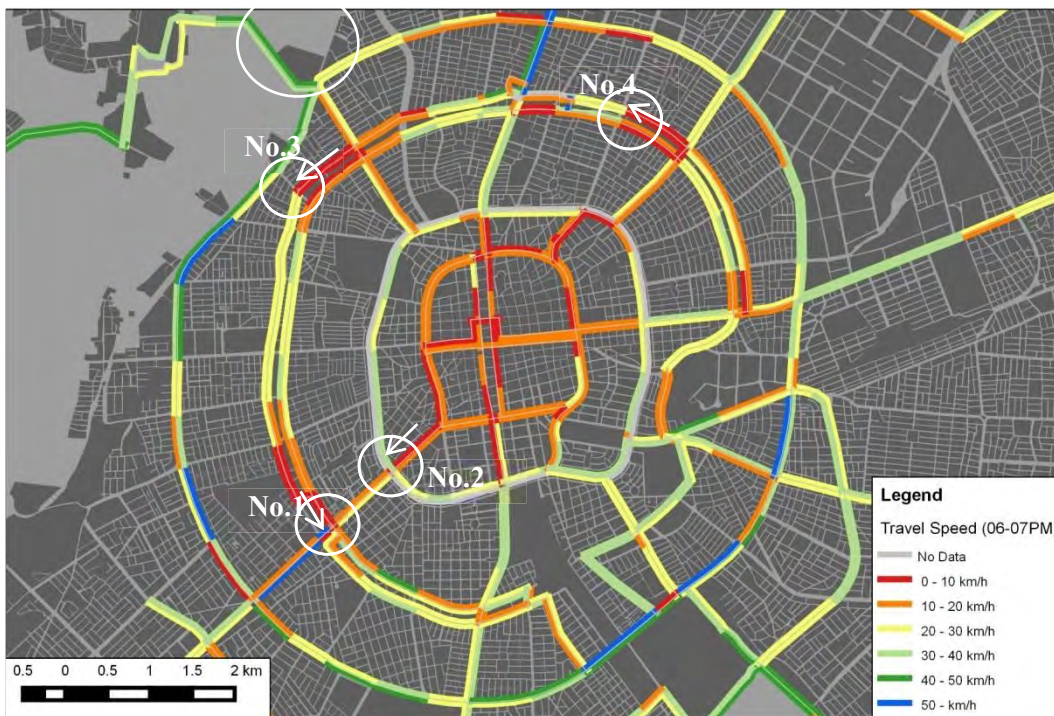 No.4
No.3
No.2
No.1
Legend
Travel Speed (06-07PM
No Data
0 - 10 km/h
10 - 20 km/h
20 - 30 km/h
30 - 40 km/h
40 - 50 km/h
50 - km/h
0.5 0 0.5 1 1.5 2 km